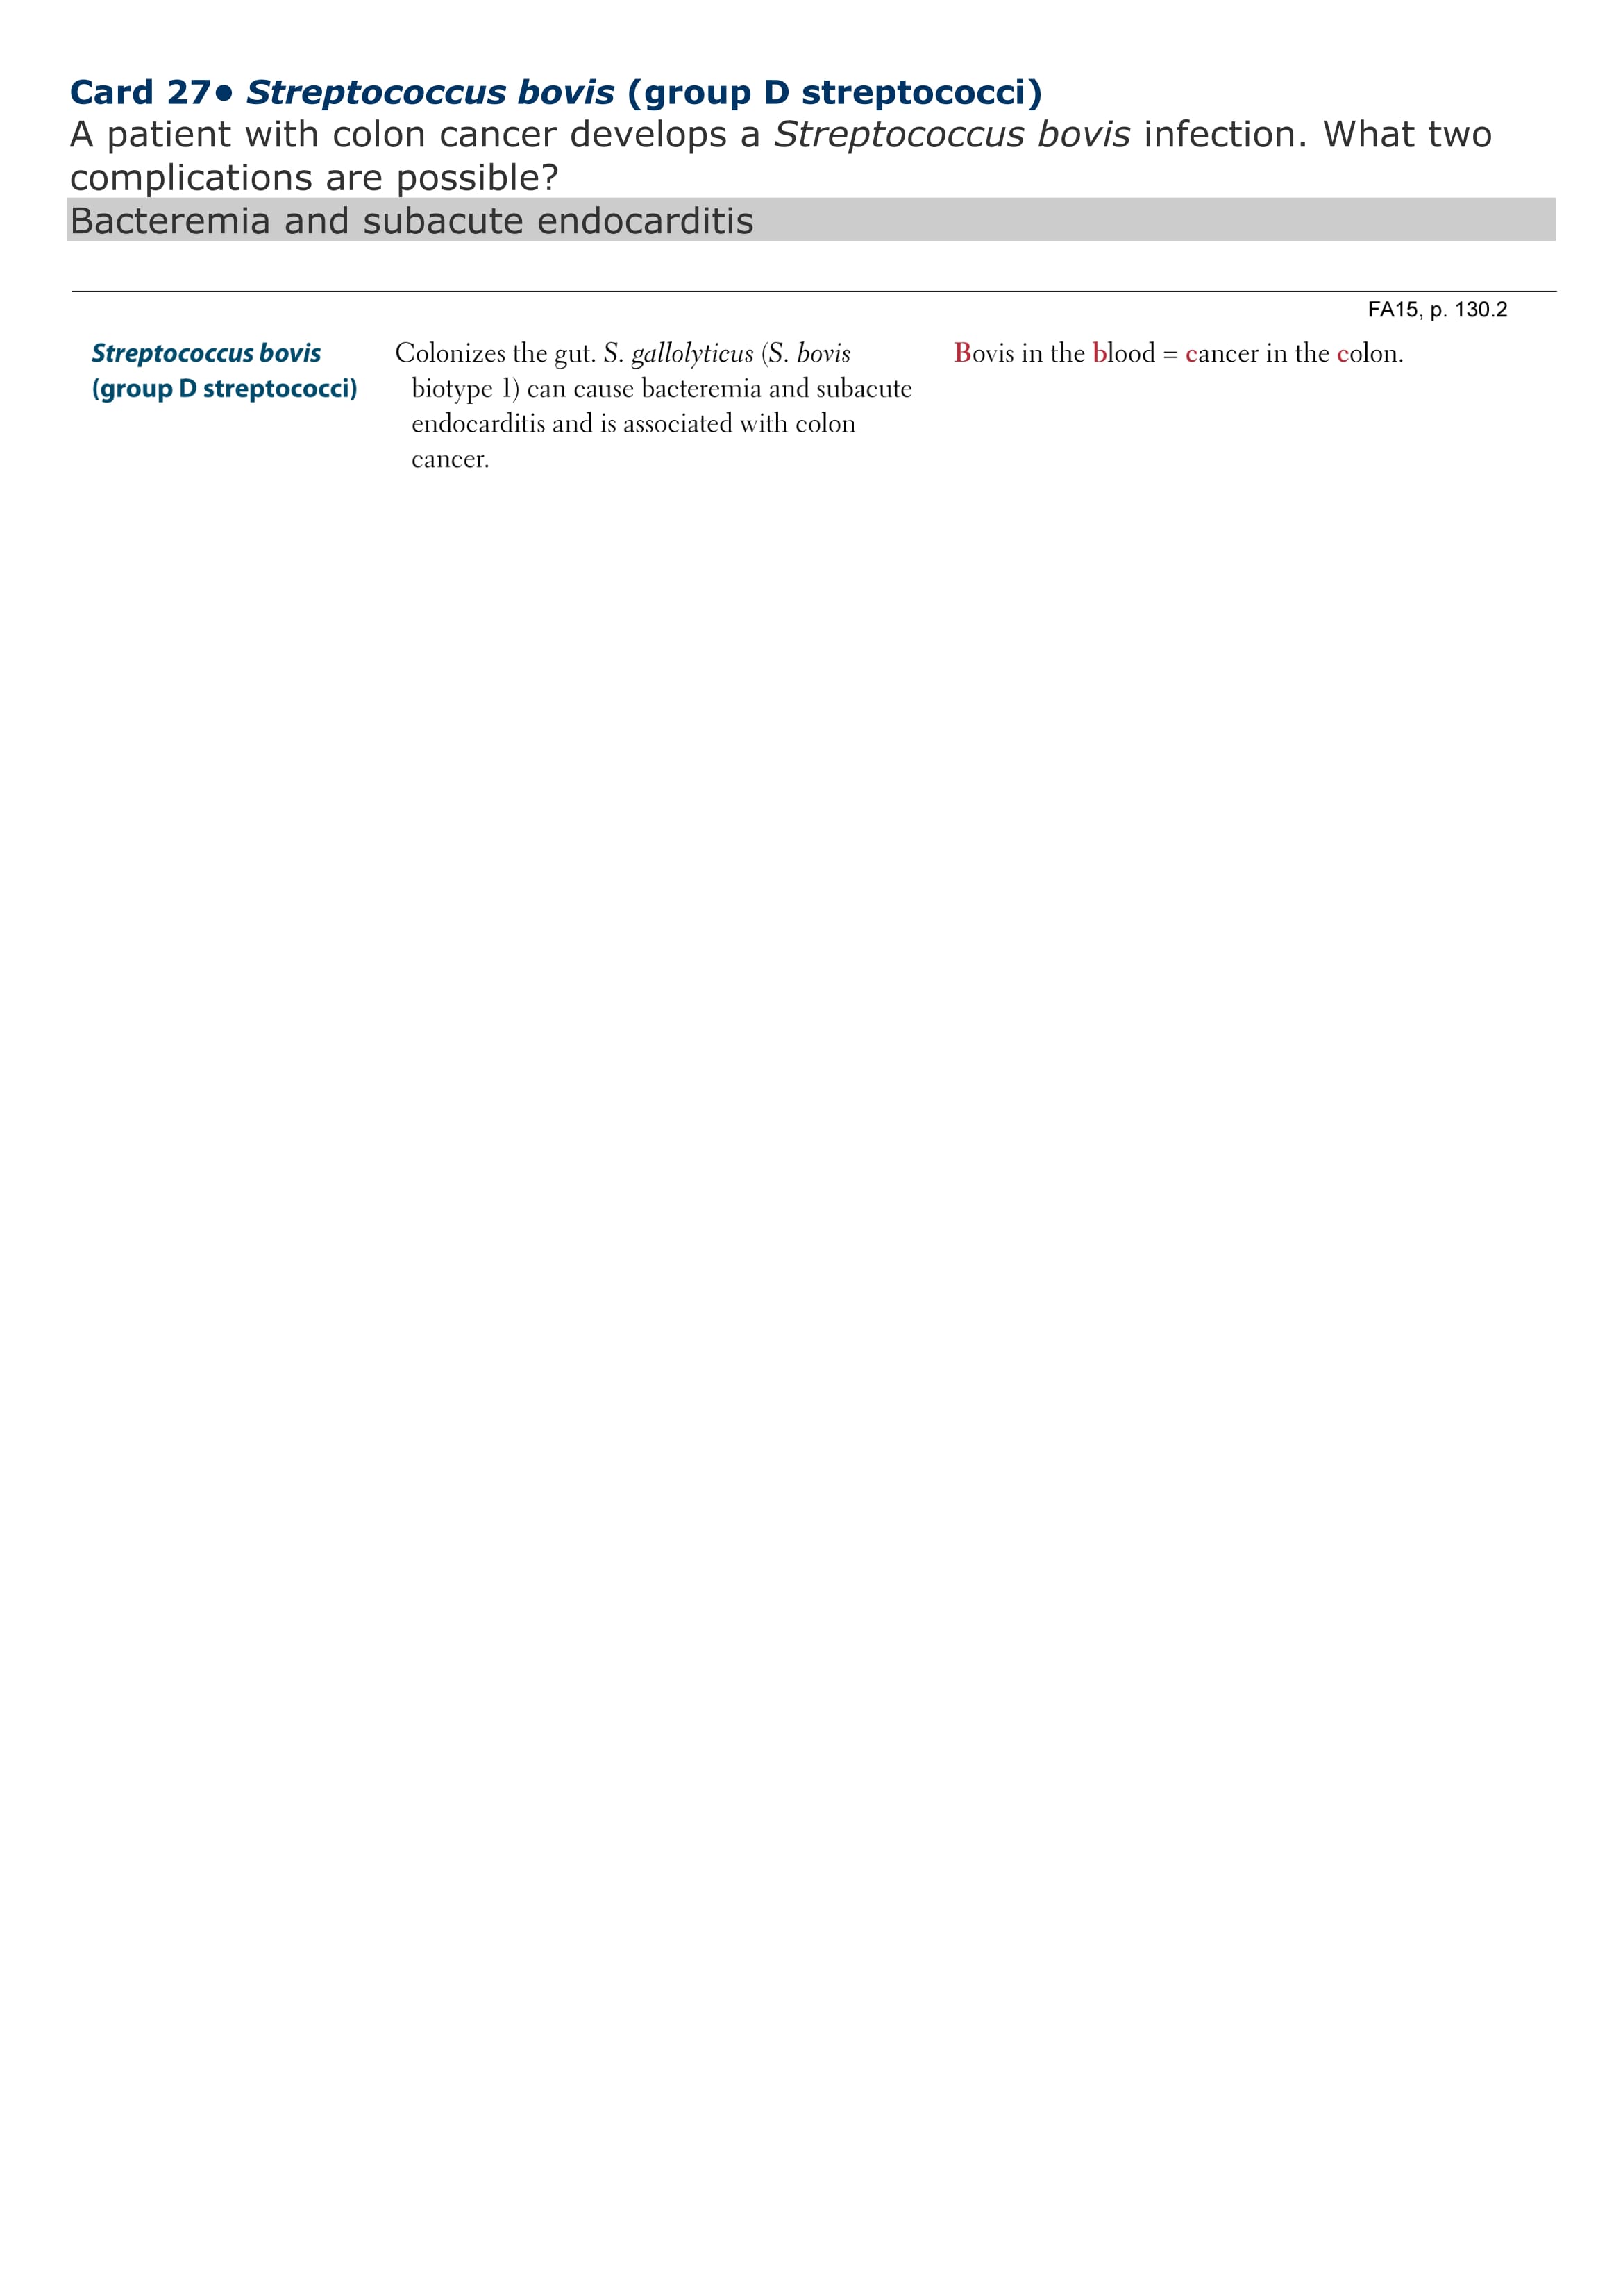 Card 27● Streptococcus bovis (group D streptococci)
A patient with colon cancer develops a Streptococcus bovis infection. What two
complications are possible?
Bacteremia and subacute endocarditis
FA15, p. 130.2
Streptococcus bovis
(group D streptococci)
Colonizes the gut. S. gallolyticus (S. bovis
biotype 1) can cause bacteremia and subacute
endocarditis and is associated with colon
cancer.
Bovis in the blood = cancer in the colon.